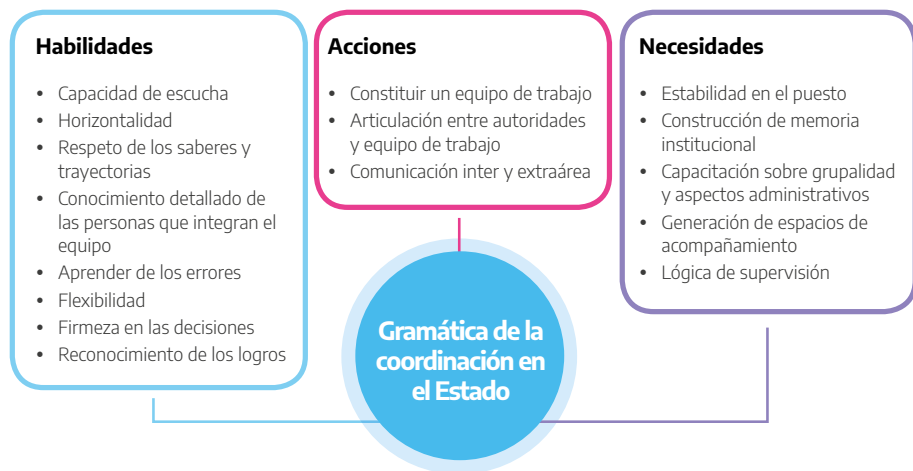 Habilidades
• Capacidad de escucha
• Horizontalidad
• Respeto de los saberes y
trayectorias
• Conocimiento detallado de
las personas que integran el
equipo
• Aprender de los errores
• Flexibilidad
• Firmeza en las decisiones
• Reconocimiento de los logros
Acciones
• Constituir un equipo de trabajo
• Articulación entre autoridades
y equipo de trabajo
• Comunicación inter y extraárea
Necesidades
• Estabilidad en el puesto
• Construcción de memoria
institucional
• Capacitación sobre grupalidad
y aspectos administrativos
• Generación de espacios de
acompañamiento
• Lógica de supervisión
Gramática de la
coordinación en
el Estado